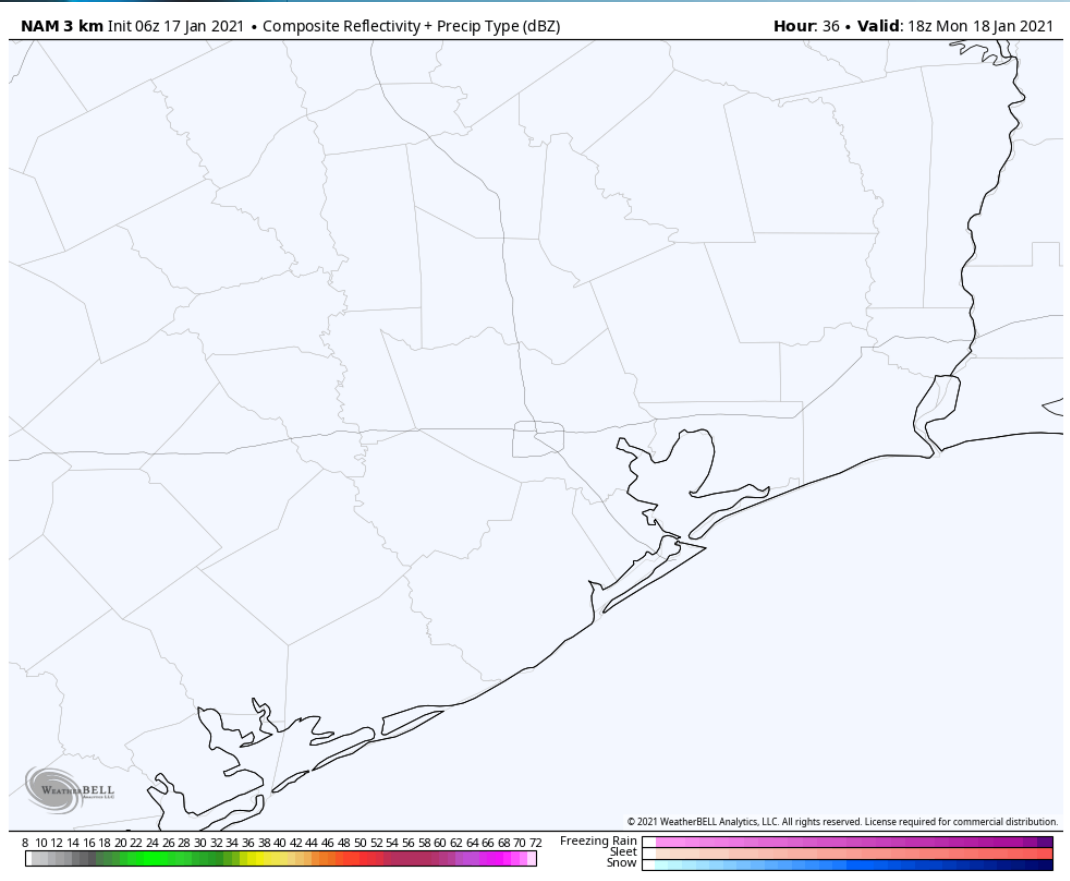 NAM 3 km Init 06z 17 Jan 2021 • Composite Reflectivity + Precip Type (dBZ)
Hour: 36 • Valid: 18z Mon 18 Jan 2021
WEATHERBELL
ANALYTICS LLC
© 2021 WeatherBELL Analytics, LLC. All rights reserved. License required for commercial distribution.
8 10 12 14 16 18 20 22 24 26 28 30 32 34 36 38 40 42 44 46 48 50 52 54 56 58 60 62 64 66 68 70 72
Freezing Rain
Sleet
Snow